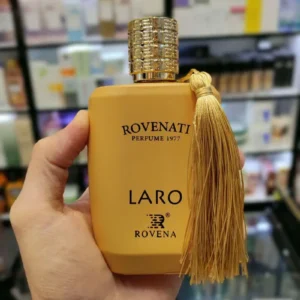 ROVENATI
PERFUME 1977
LARO
R®
ROVENA